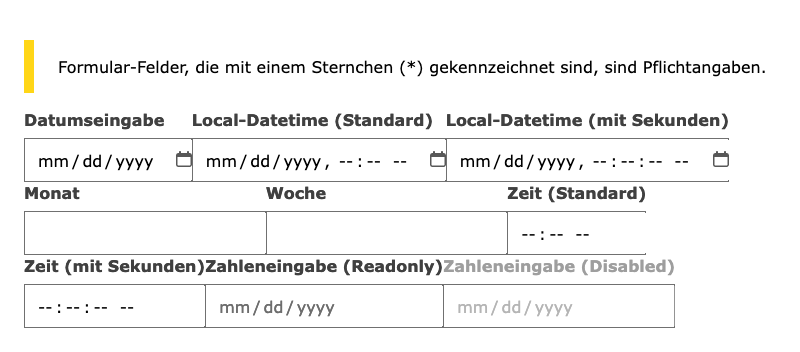 Formular-Felder, die mit einem Sternchen (*) gekennzeichnet sind, sind Pflichtangaben.
Datumseingabe Local-Datetime (Standard) Local-Datetime (mit Sekunden)
mm/dd/yyyy mm/dd/yyyy, --:-- -- mm/dd/yyyy, --:--:-- --
Monat Woche Zeit (Standard)
--:-- --
Zeit (mit Sekunden) Zahleneingabe (Readonly) Zahleneingabe (Disabled)
--:--:-- -- mm/dd/yyyy mm/dd/yyyy